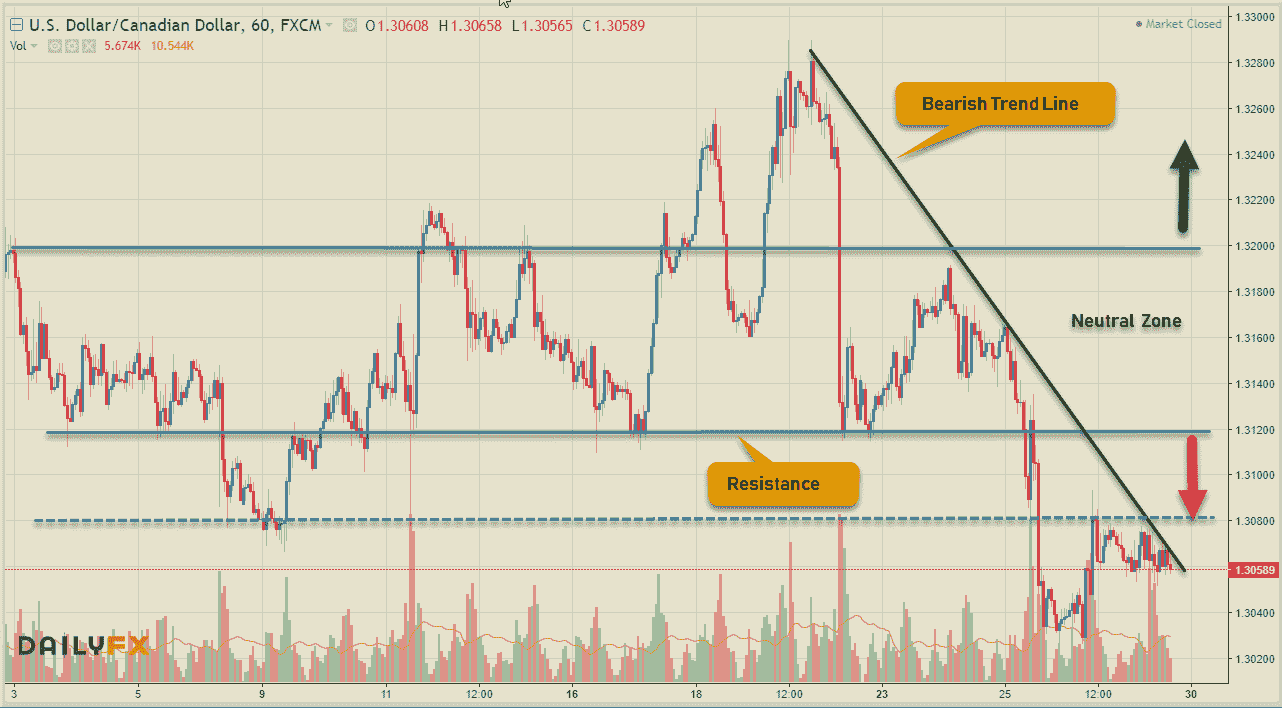 U.S. Dollar/Canadian Dollar, 60, FXCM O1.30608 H1.30658 L1.30565 C1.30589
Market Closed
Vol 5.674K 10.544K
1.33000
1.32800
Bearish Trend Line
1.32600
1.32400
1.32200
1.32000
1.31800
Neutral Zone
1.31600
1.31400
1.31200
Resistance
1.31000
1.30800
1.30589
1.30400
DAILYFX
1.30200
3 5 9 11 12:00 16 18 12:00 23 25 12:00 30